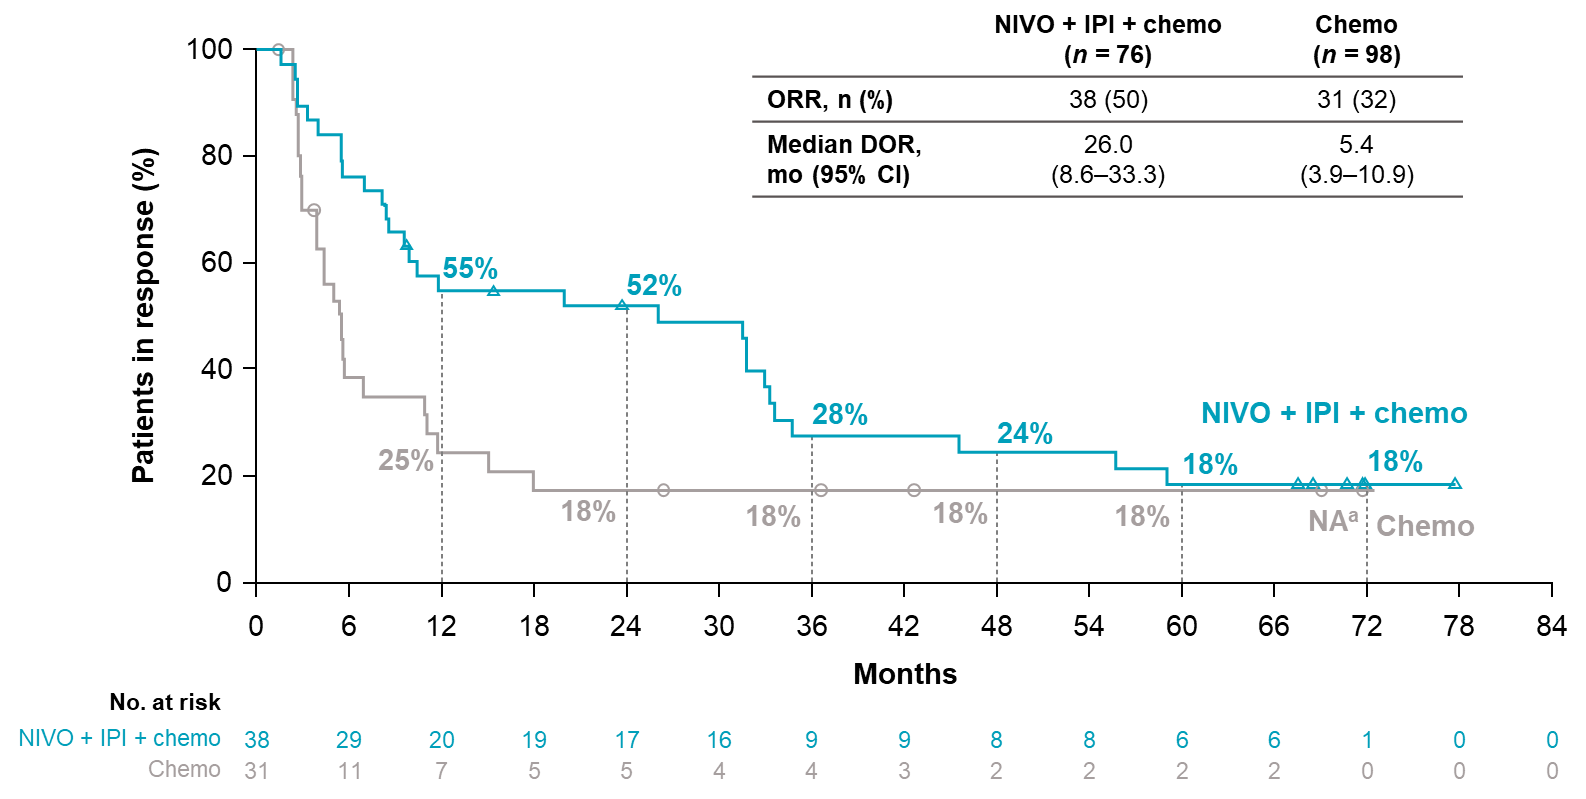 NIVO + IPI + chemo Chemo
(n = 76) (n = 98)
ORR, n (%) 38 (50) 31 (32)
Median DOR, 26.0 5.4
mo (95% CI) (8.6–33.3) (3.9–10.9)
Patients in response (%)
100
80
60
40
20
0
55%
52%
28%
24%
18%
18%
NIVO + IPI + chemo
25%
18%
18%
18%
18%
NAª
Chemo
0 6 12 18 24 30 36 42 48 54 60 66 72 78 84
Months
No. at risk
NIVO + IPI + chemo 38 29 20 19 17 16 9 9 8 8 6 6 1 0 0
Chemo 31 11 7 5 5 4 4 3 2 2 2 2 0 0 0